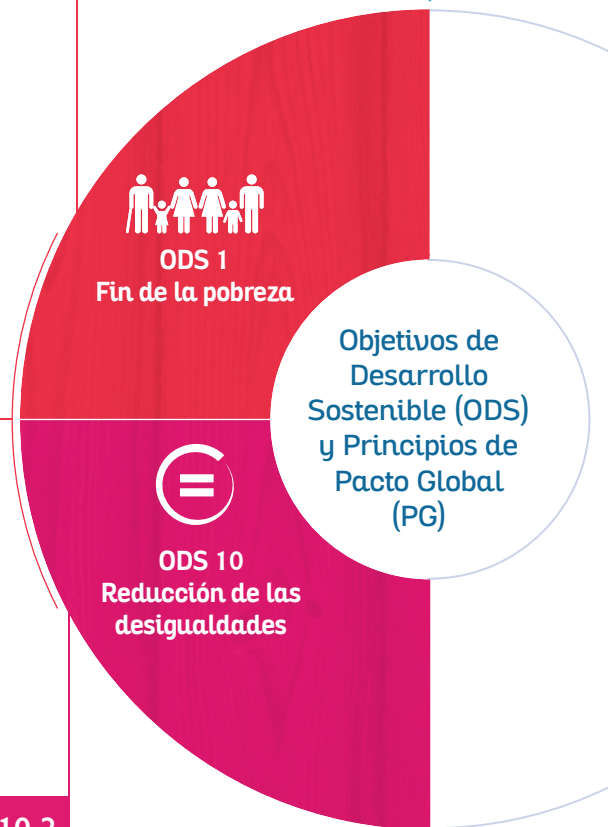 ODS 1
Fin de la pobreza
Objetivos de
Desarrollo
Sostenible (ODS)
y Principios de
Pacto Global
(PG)
ODS 10
Reducción de las
desigualdades